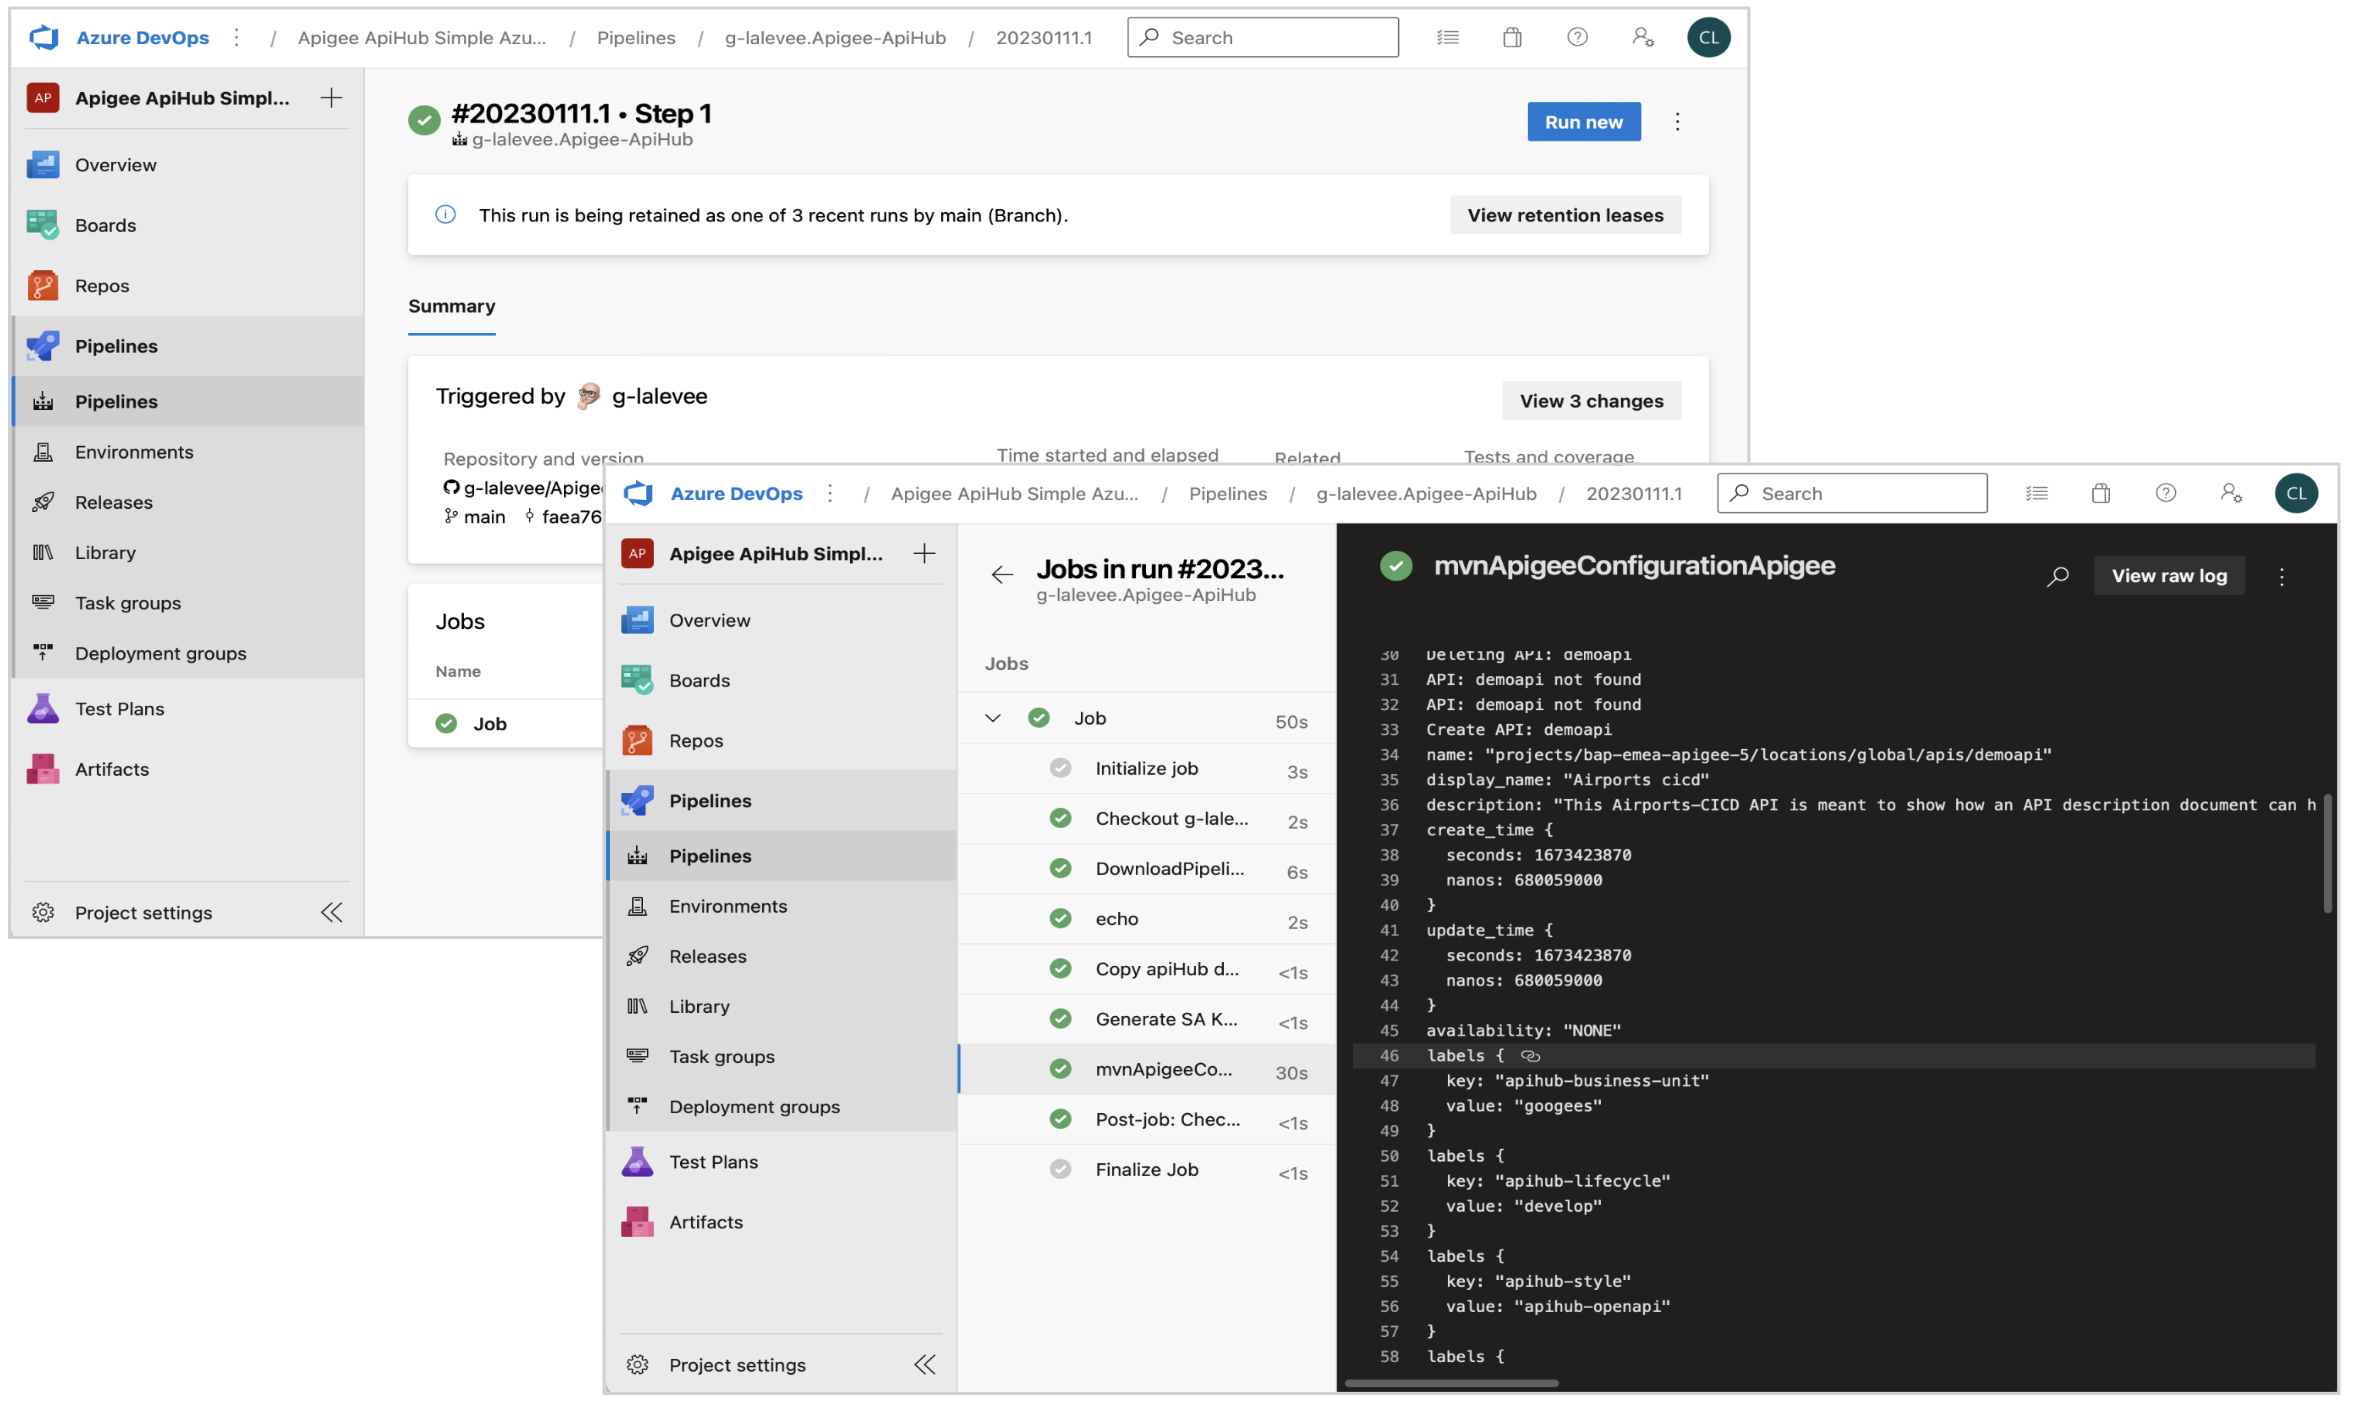 Azure DevOps / Apigee ApiHub Simple Azu... / Pipelines / g-lalevee.Apigee-ApiHub / 20230111.1 Search CL
AP Apigee ApiHub Simpl...
Overview
Boards
Repos
Pipelines
Pipelines
Environments
Releases
Library
Task groups
Deployment groups
Test Plans
Artifacts
Project settings
#20230111.1 • Step 1
g-lalevee.Apigee-ApiHub
Run new
This run is being retained as one of 3 recent runs by main (Branch).
View retention leases
Summary
Triggered by g-lalevee
View 3 changes
Repository and version
Time started and elapsed
Related
Tests and coverage
g-lalevee/Apige
main faea76
Jobs
Name
Job
Azure DevOps / Apigee ApiHub Simple Azu... / Pipelines / g-lalevee.Apigee-ApiHub / 20230111.1 Search CL
AP Apigee ApiHub Simpl...
Overview
Boards
Repos
Pipelines
Pipelines
Environments
Releases
Library
Task groups
Deployment groups
Test Plans
Artifacts
Project settings
Jobs in run #2023...
g-lalevee.Apigee-ApiHub
Jobs
Job 50s
Initialize job 3s
Checkout g-lale... 2s
DownloadPipeli... 6s
echo 2s
Copy apiHub d... <1s
Generate SA K... <1s
mvnApigeeCo... 30s
Post-job: Chec... <1s
Finalize Job <1s
mvnApigeeConfigurationApigee
View raw log
30 Deleting API: demoapi
31 API: demoapi not found
32 API: demoapi not found
33 Create API: demoapi
34 name: "projects/bap-emea-apigee-5/locations/global/apis/demoapi"
35 display_name: "Airports cicd"
36 description: "This Airports-CICD API is meant to show how an API description document can h
37 create_time {
38 seconds: 1673423870
39 nanos: 680059000
40 }
41 update_time {
42 seconds: 1673423870
43 nanos: 680059000
44 }
45 availability: "NONE"
46 labels {
47 key: "apihub-business-unit"
48 value: "googees"
49 }
50 labels {
51 key: "apihub-lifecycle"
52 value: "develop"
53 }
54 labels {
55 key: "apihub-style"
56 value: "apihub-openapi"
57 }
58 labels {